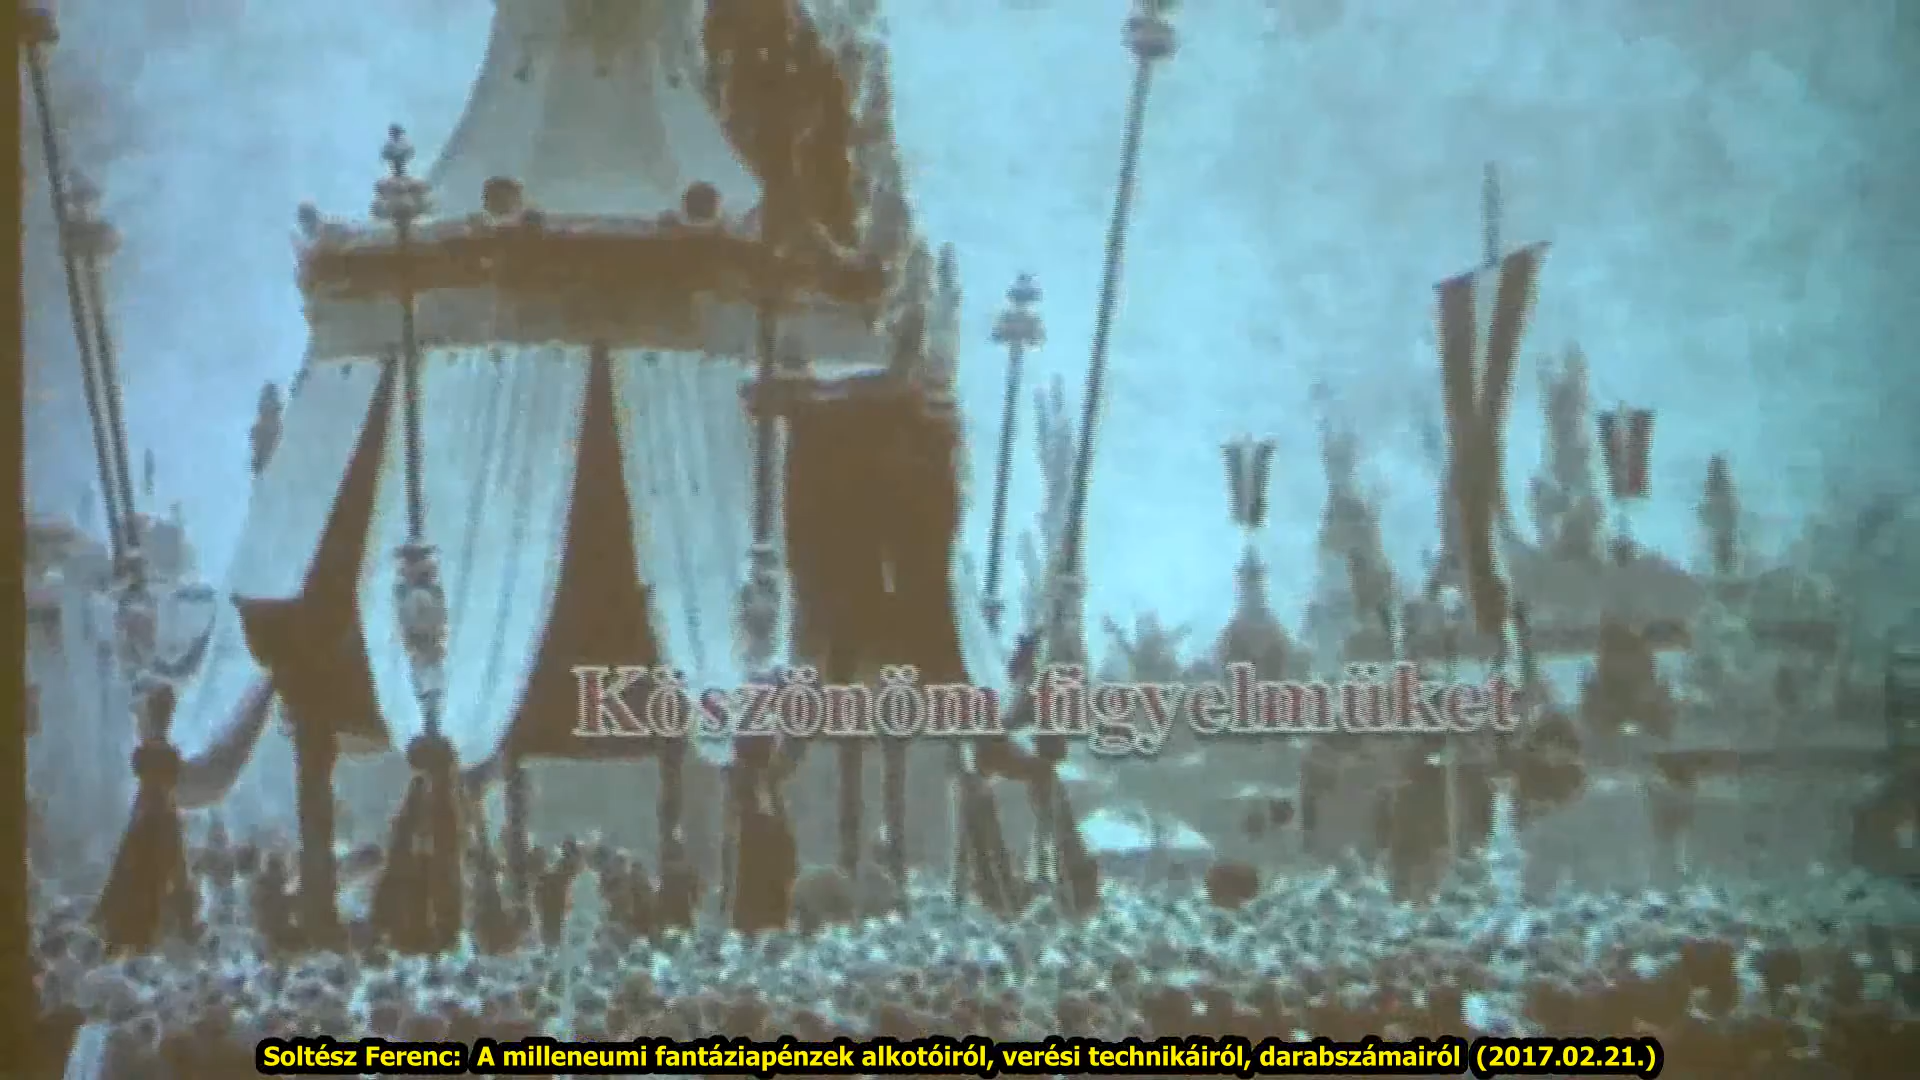 Köszönöm figyelmüket
Soltész Ferenc: A milleneumi fantáziapénzek alkotóiról, verési technikáiról, darabszámairól (2017.02.21.)